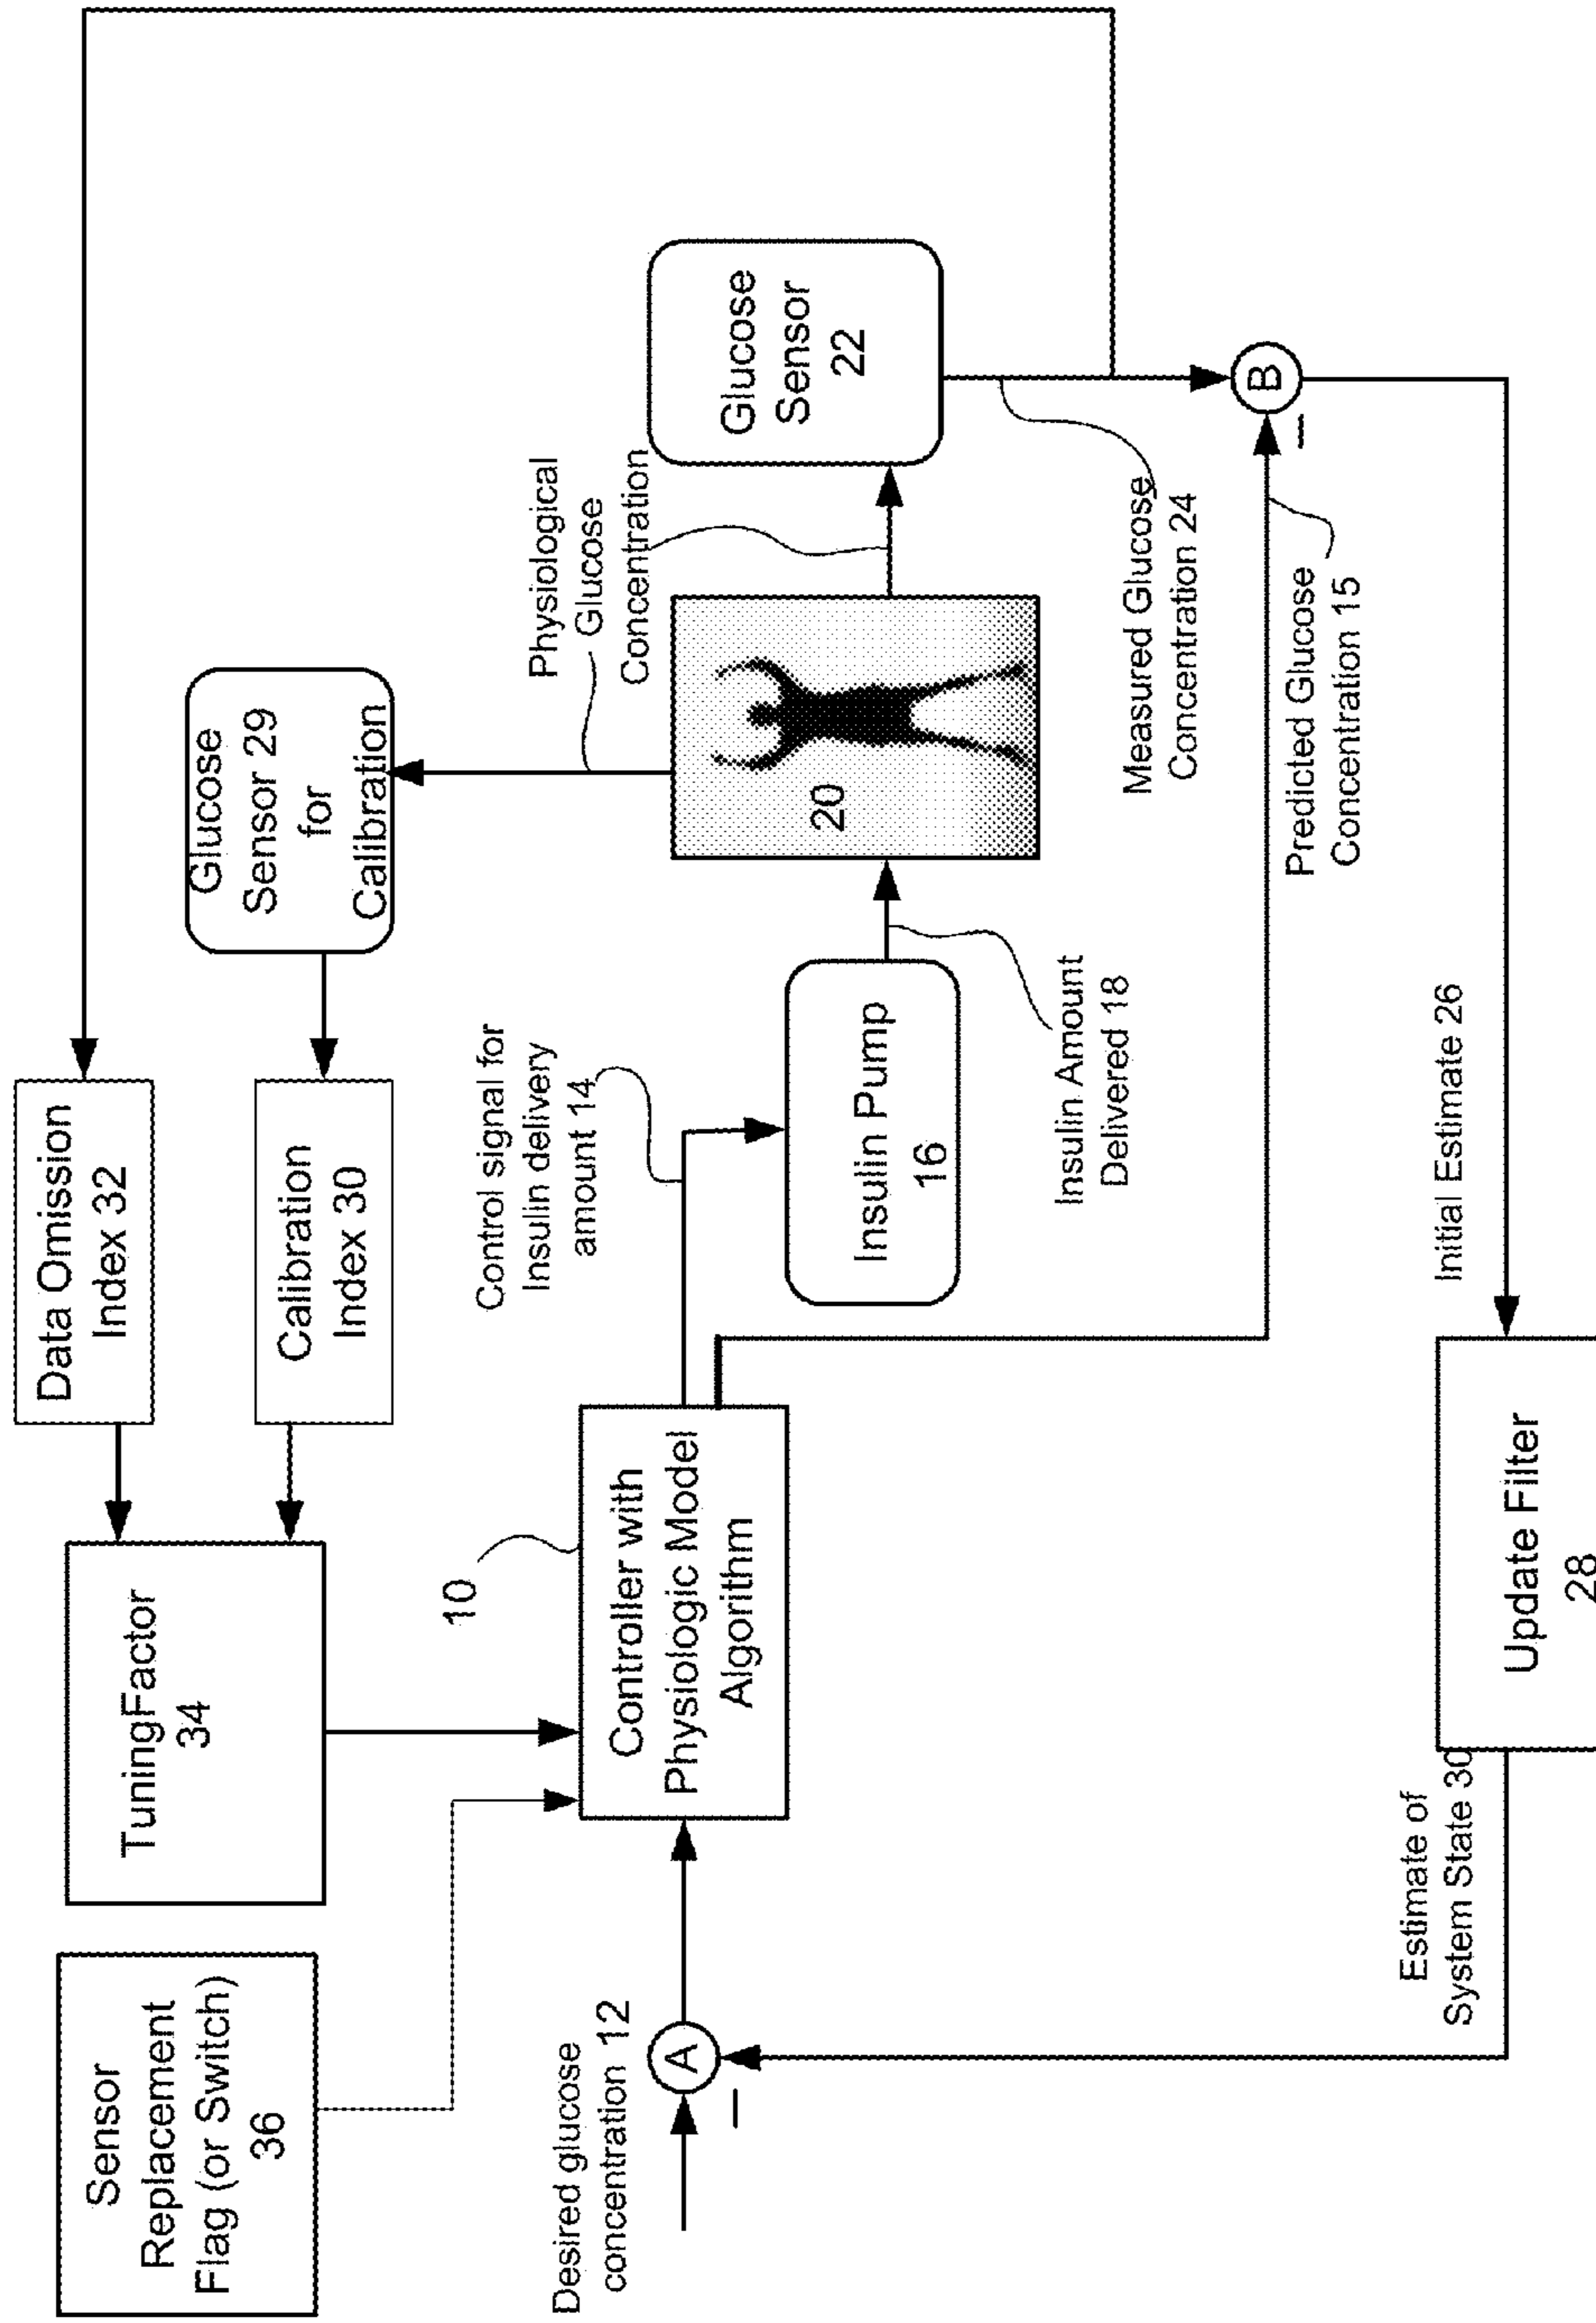 Sensor
Replacement
Flag (or Switch)
36
TuningFactor
34
Data Omission
Index 32
Calibration
Index 30
Glucose
Sensor 29
for
Calibration
Desired glucose
concentration 12
A
10
Controller with
Physiologic Model
Algorithm
Control signal for
Insulin delivery
amount 14
Insulin Pump
16
Insulin Amount
Delivered 18
20
Physiological
Glucose
Concentration
Glucose
Sensor
22
Measured Glucose
Concentration 24
B
Predicted Glucose
Concentration 15
Initial Estimate 26
Update Filter
28
Estimate of
System State 30